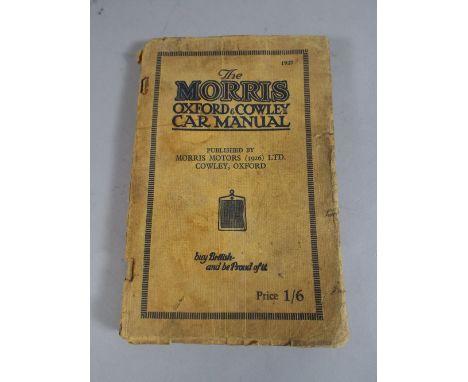 1927
The
MORRIS
OXFORD & COWLEY
CAR MANUAL
PUBLISHED BY
MORRIS MOTORS (1926) LTD.
COWLEY, OXFORD
buy British-
and be Proud of it
Price 1/6